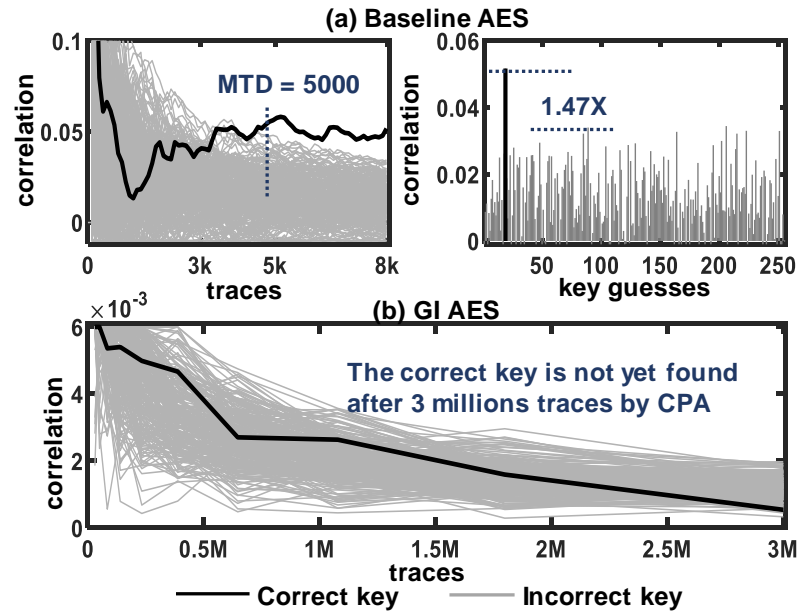 (a) Baseline AES
0.1
0.05
0
correlation
MTD = 5000
0
3k
5k
8k
traces
0.06
0.04
0.02
0
correlation
1.47X
50
100
150
200
250
key guesses
(b) GI AES
×10⁻³
6
4
2
0
correlation
The correct key is not yet found
after 3 millions traces by CPA
0
0.5M
1M
1.5M
2M
2.5M
3M
traces
Correct key
Incorrect key